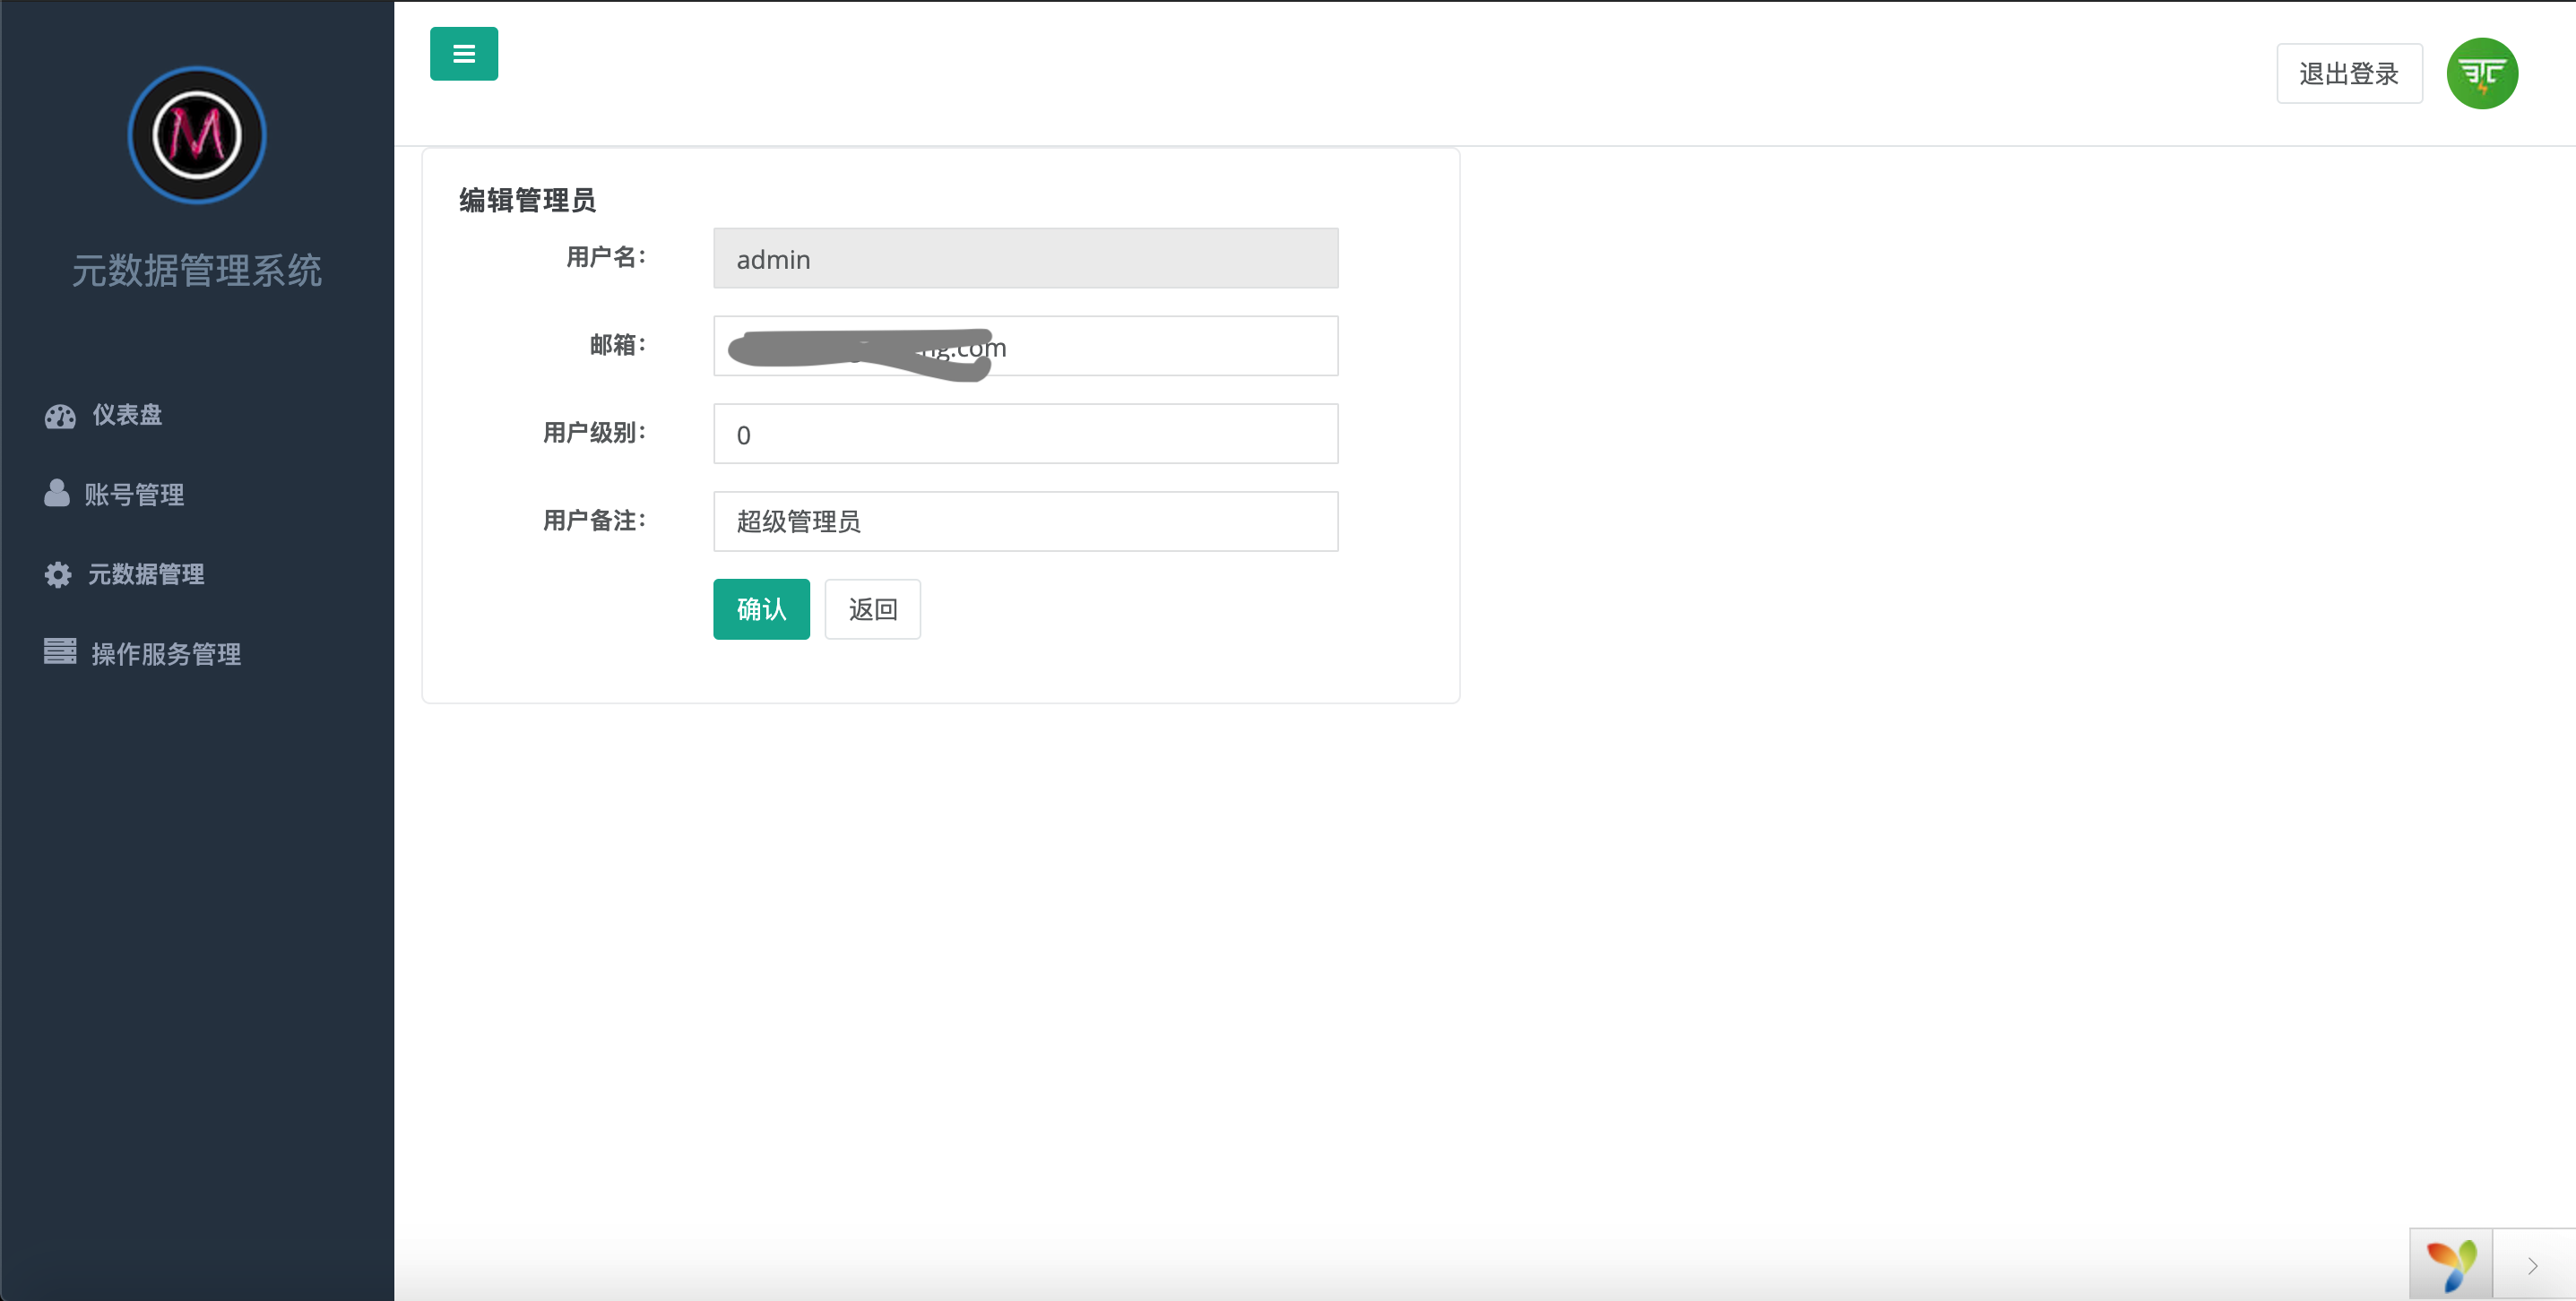 退出登录
M
元数据管理系统
仪表盘
账号管理
元数据管理
操作服务管理
编辑管理员
用户名：
admin
邮箱：
.com
用户级别：
0
用户备注：
超级管理员
确认
返回